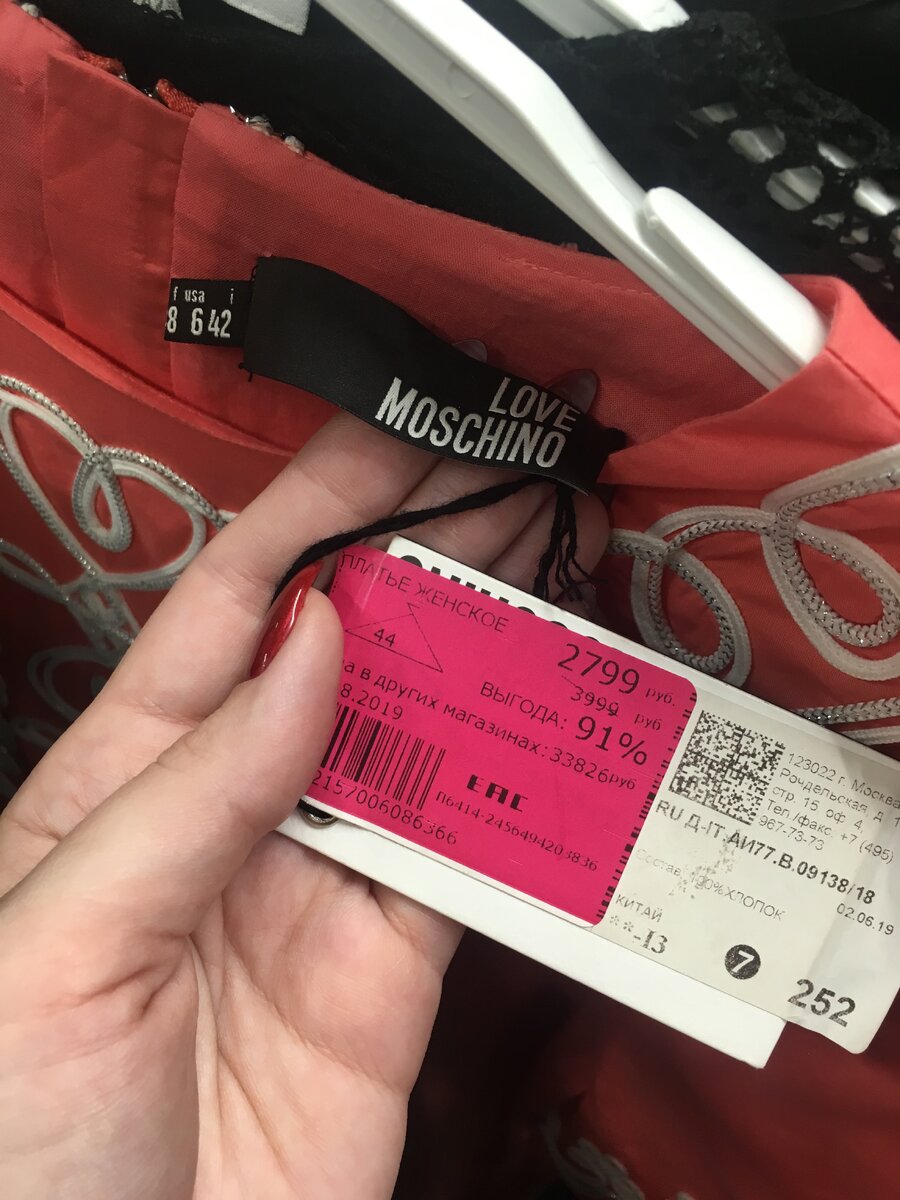 f usa i
8 6 42
LOVE
MOSCHINO
ПЛАТЬЕ ЖЕНСКОЕ
44
2799 руб.
3999 руб
ВЫГОДА: 91%
в других магазинах: 33826руб
8.2019
ЕАС
2157006086366
П6414-2456494203836
123022 г. Москва
Рочдельская, д 1
стр. 15 оф. 4,
Тел./факс. +7 (495)
967-73-73
RU Д-IT.АИ77.В.09138/18
02.06.19
Состав: 100%ХЛОПОК
КИТАЙ
**-I3
7
252